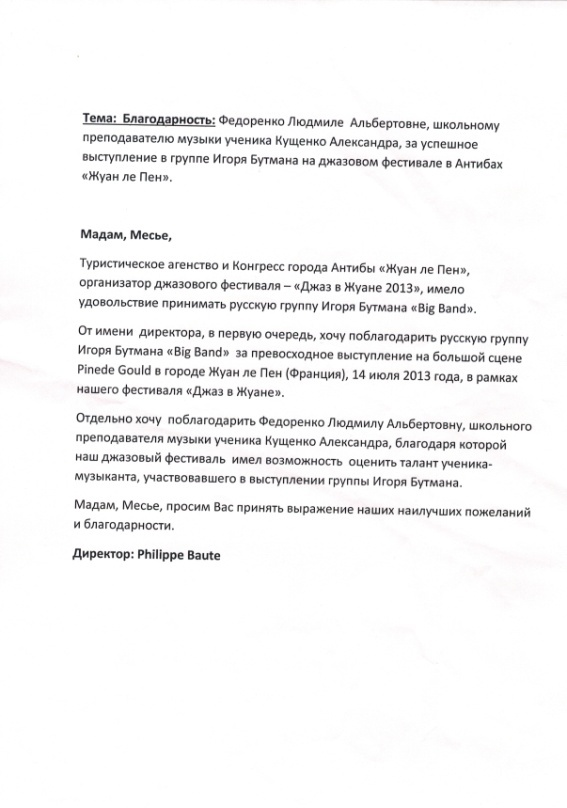 Тема:  Благодарность: Федоренко Людмиле  Альбертовне, школьному
преподавателю музыки ученика Кущенко Александра, за успешное
выступление в группе Игоря Бутмана на джазовом фестивале в Антибах
«Жуан ле Пен».
Мадам, Месье,
Туристическое агенство и Конгресс города Антибы «Жуан ле Пен»,
организатор джазового фестиваля – «Джаз в Жуане 2013», имело
удовольствие принимать русскую группу Игоря Бутмана «Big Band».
От имени  директора, в первую очередь, хочу поблагодарить русскую группу
Игоря Бутмана «Big Band»  за превосходное выступление на большой сцене
Pinede Gould в городе Жуан ле Пен (Франция), 14 июля 2013 года, в рамках
нашего фестиваля «Джаз в Жуане».
Отдельно хочу  поблагодарить Федоренко Людмилу Альбертовну, школьного
преподавателя музыки ученика Кущенко Александра, благодаря которой
наш джазовый фестиваль  имел возможность  оценить талант ученика-
музыканта, участвовавшего в выступлении группы Игоря Бутмана.
Мадам, Месье, просим Вас принять выражение наших наилучших пожеланий
и благодарности.
Директор: Philippe Baute